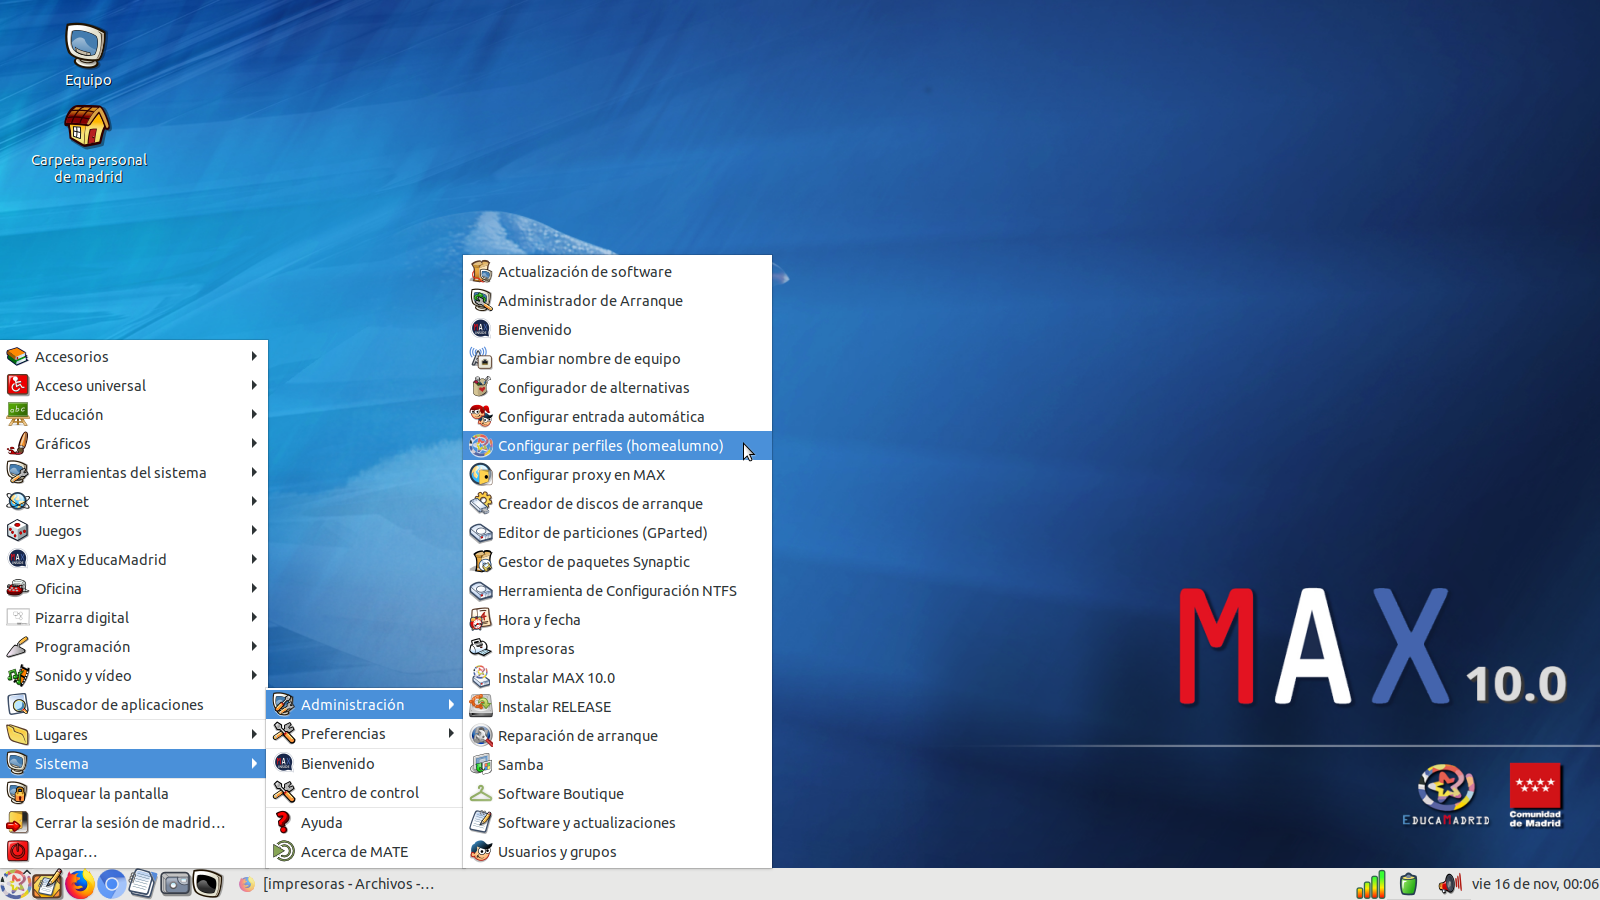 Equipo
Carpeta personal
de madrid
Actualización de software
Administrador de Arranque
Bienvenido
Cambiar nombre de equipo
Configurador de alternativas
Configurar entrada automática
Configurar perfiles (homealumno)
Configurar proxy en MAX
Creador de discos de arranque
Editor de particiones (GParted)
Gestor de paquetes Synaptic
Herramienta de Configuración NTFS
Hora y fecha
Impresoras
Instalar MAX 10.0
Instalar RELEASE
Reparación de arranque
Samba
Software Boutique
Software y actualizaciones
Usuarios y grupos
Accesorios
Acceso universal
Educación
Gráficos
Herramientas del sistema
Internet
Juegos
MaX y EducaMadrid
Oficina
Pizarra digital
Programación
Sonido y vídeo
Buscador de aplicaciones
Lugares
Sistema
Bloquear la pantalla
Cerrar la sesión de madrid...
Apagar...
Administración
Preferencias
Bienvenido
Centro de control
Ayuda
Acerca de MATE
MAX 10.0
EDUCAMADRID
Comunidad
de Madrid
[impresoras - Archivos -...
vie 16 de nov, 00:06